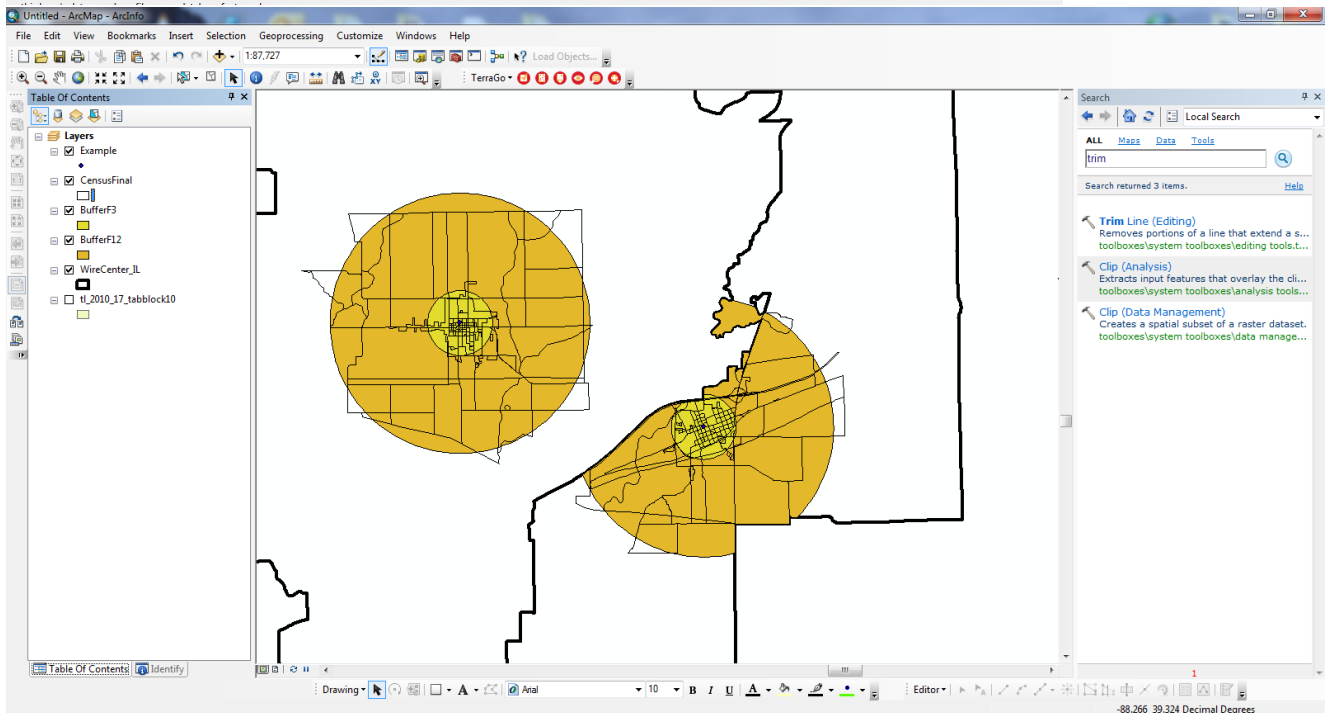 Untitled - ArcMap - ArcInfo
File Edit View Bookmarks Insert Selection Geoprocessing Customize Windows Help
1:87,727 Load Objects...
TerraGo
Table Of Contents
Layers
Example
CensusFinal
BufferF3
BufferF12
WireCenter_IL
tl_2010_17_tabblock10
Table Of Contents Identify
Search
Local Search
ALL Maps Data Tools
trim
Search returned 3 items. Help
Trim Line (Editing)
Removes portions of a line that extend a s...
toolboxes\system toolboxes\editing tools.t...
Clip (Analysis)
Extracts input features that overlay the cli...
toolboxes\system toolboxes\analysis tools...
Clip (Data Management)
Creates a spatial subset of a raster dataset.
toolboxes\system toolboxes\data manage...
1
Drawing A Arial 10 B I U A Editor
-88.266 39.324 Decimal Degrees